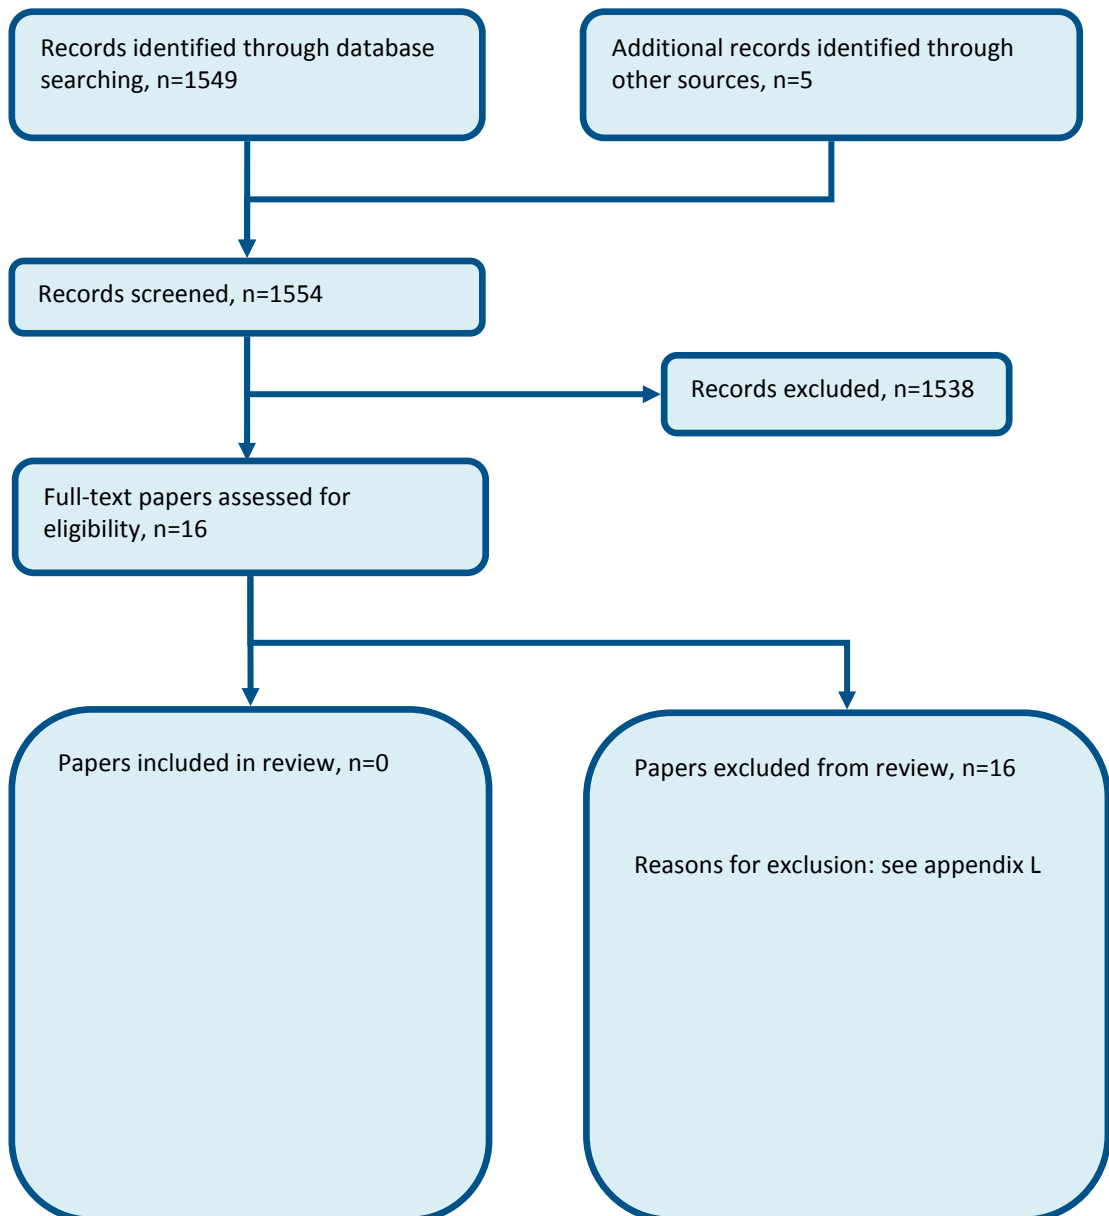 Records identified through database
searching, n=1549
Additional records identified through
other sources, n=5
Records screened, n=1554
Records excluded, n=1538
Full-text papers assessed for
eligibility, n=16
Papers included in review, n=0
Papers excluded from review, n=16
Reasons for exclusion: see appendix L